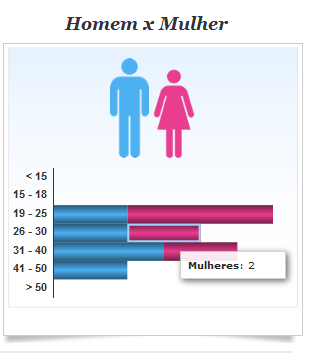 Homem x Mulher
< 15
15 - 18
19 - 25
26 - 30
31 - 40
41 - 50
> 50
Mulheres: 2